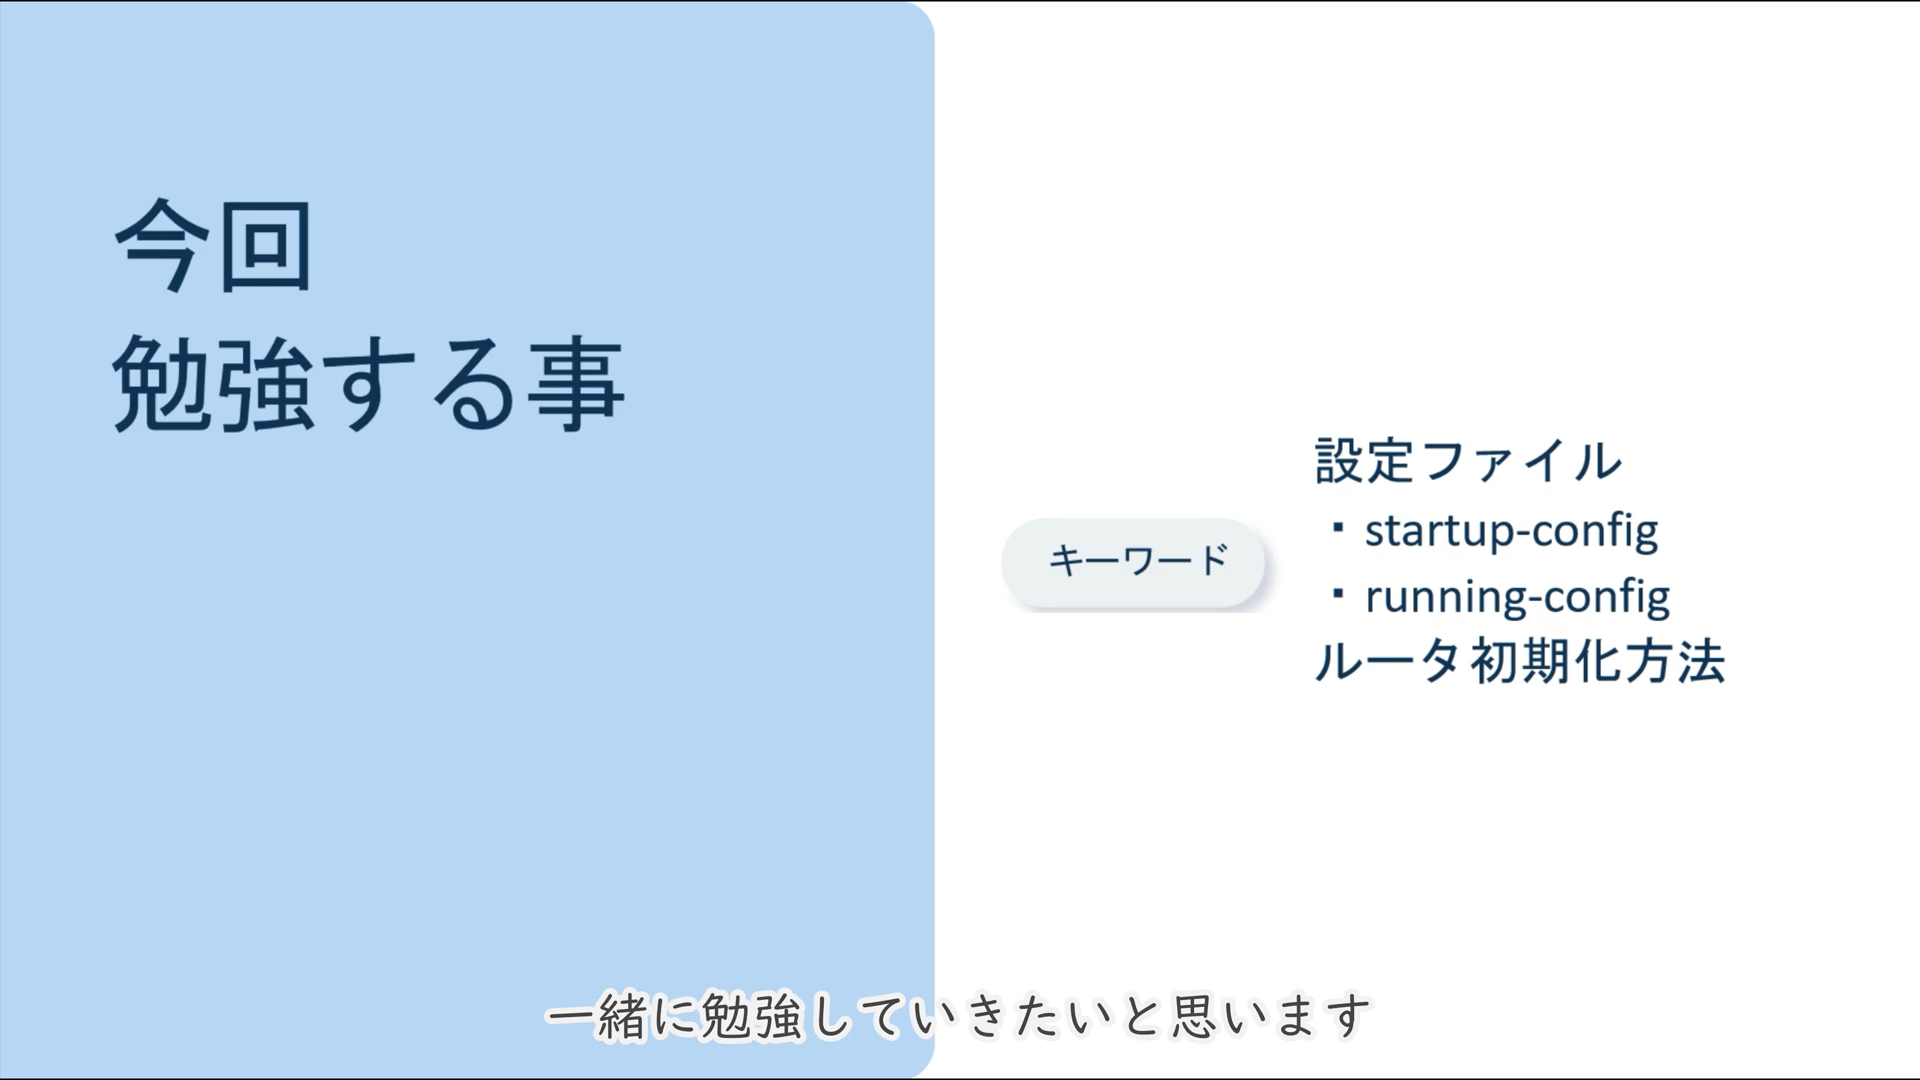 今回
勉強する事
キーワード
設定ファイル
・startup-config
・running-config
ルータ初期化方法
一緒に勉強していきたいと思います